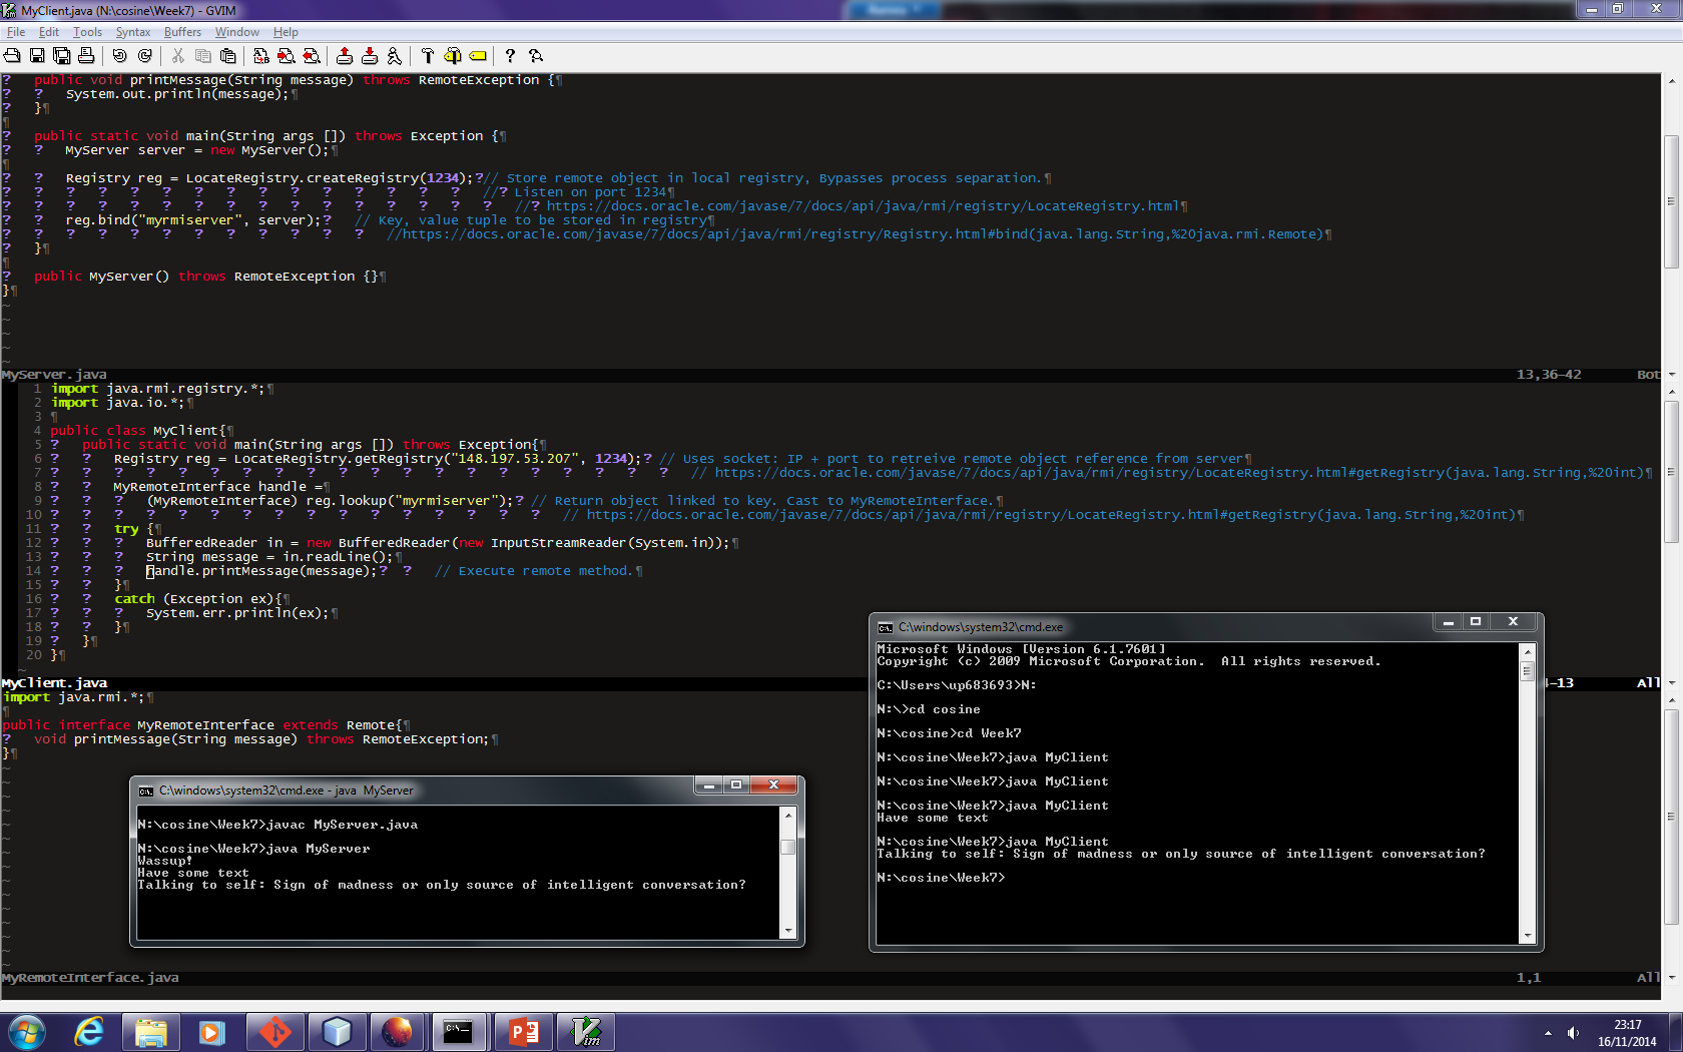 MyClient.java (N:\cosine\Week7) - GVIM
File Edit Tools Syntax Buffers Window Help
? public void printMessage(String message) throws RemoteException {¶
? ? System.out.println(message);¶
? }¶
¶
? public static void main(String args []) throws Exception {¶
? ? MyServer server = new MyServer();¶
¶
? ? Registry reg = LocateRegistry.createRegistry(1234);?// Store remote object in local registry, Bypasses process separation.¶
? ? ? ? ? ? ? ? ? ? ? ? ? ? ? //? Listen on port 1234¶
? ? ? ? ? ? ? ? ? ? ? ? ? ? ? ? //? https://docs.oracle.com/javase/7/docs/api/java/rmi/registry/LocateRegistry.html¶
? ? reg.bind("myrmiserver", server);? // Key, value tuple to be stored in registry¶
? ? ? ? ? ? ? ? ? ? ? ? //https://docs.oracle.com/javase/7/docs/api/java/rmi/registry/Registry.html#bind(java.lang.String,%20java.rmi.Remote)¶
? }¶
¶
? public MyServer() throws RemoteException {}¶
}¶
~
~
~
~
~
MyServer.java 13,36-42 Bot
1 import java.rmi.registry.*;¶
2 import java.io.*;¶
3 ¶
4 public class MyClient{¶
5 ? public static void main(String args []) throws Exception{¶
6 ? ? Registry reg = LocateRegistry.getRegistry("148.197.53.207", 1234);? // Uses socket: IP + port to retreive remote object reference from server¶
7 ? ? ? ? ? ? ? ? ? ? ? ? ? ? ? ? ? ? ? ? // https://docs.oracle.com/javase/7/docs/api/java/rmi/registry/LocateRegistry.html#getRegistry(java.lang.String,%20int)¶
8 ? ? MyRemoteInterface handle =¶
9 ? ? ? (MyRemoteInterface) reg.lookup("myrmiserver");? // Return object linked to key. Cast to MyRemoteInterface.¶
10 ? ? ? ? ? ? ? ? ? ? ? ? ? ? ? ? // https://docs.oracle.com/javase/7/docs/api/java/rmi/registry/LocateRegistry.html#getRegistry(java.lang.String,%20int)¶
11 ? ? try {¶
12 ? ? ? BufferedReader in = new BufferedReader(new InputStreamReader(System.in));¶
13 ? ? ? String message = in.readLine();¶
14 ? ? ? handle.printMessage(message);? ? // Execute remote method.¶
15 ? ? }¶
16 ? ? catch (Exception ex){¶
17 ? ? ? System.err.println(ex);¶
18 ? ? }¶
19 ? }¶
20 }¶
~
MyClient.java 4-13 All
import java.rmi.*;¶
¶
public interface MyRemoteInterface extends Remote{¶
? void printMessage(String message) throws RemoteException;¶
}¶
MyRemoteInterface.java 1,1 All
C:\windows\system32\cmd.exe - java MyServer
N:\cosine\Week7>javac MyServer.java
N:\cosine\Week7>java MyServer
Wassup!
Have some text
Talking to self: Sign of madness or only source of intelligent conversation?
C:\windows\system32\cmd.exe
Microsoft Windows [Version 6.1.7601]
Copyright (c) 2009 Microsoft Corporation. All rights reserved.
C:\Users\up683693>N:
N:\>cd cosine
N:\cosine>cd Week7
N:\cosine\Week7>java MyClient
N:\cosine\Week7>java MyClient
N:\cosine\Week7>java MyClient
Have some text
N:\cosine\Week7>java MyClient
Talking to self: Sign of madness or only source of intelligent conversation?
N:\cosine\Week7>
23:17
16/11/2014